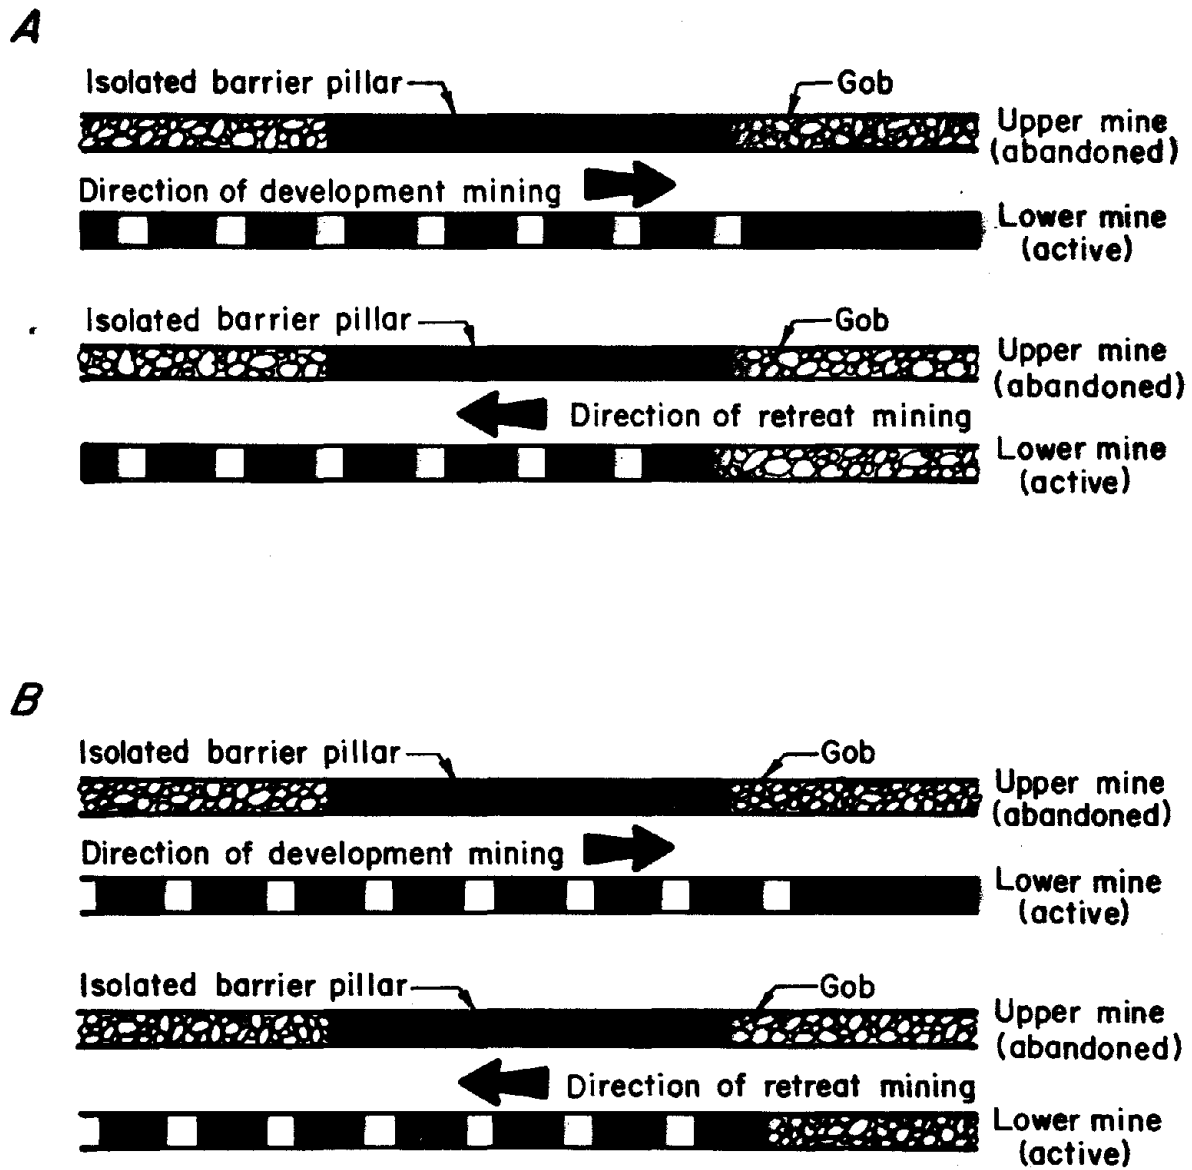 A
Isolated barrier pillar
Gob
Upper mine
(abandoned)
Direction of development mining
Lower mine
(active)
Isolated barrier pillar
Gob
Upper mine
(abandoned)
Direction of retreat mining
Lower mine
(active)
B
Isolated barrier pillar
Gob
Upper mine
(abandoned)
Direction of development mining
Lower mine
(active)
Isolated barrier pillar
Gob
Upper mine
(abandoned)
Direction of retreat mining
Lower mine
(active)